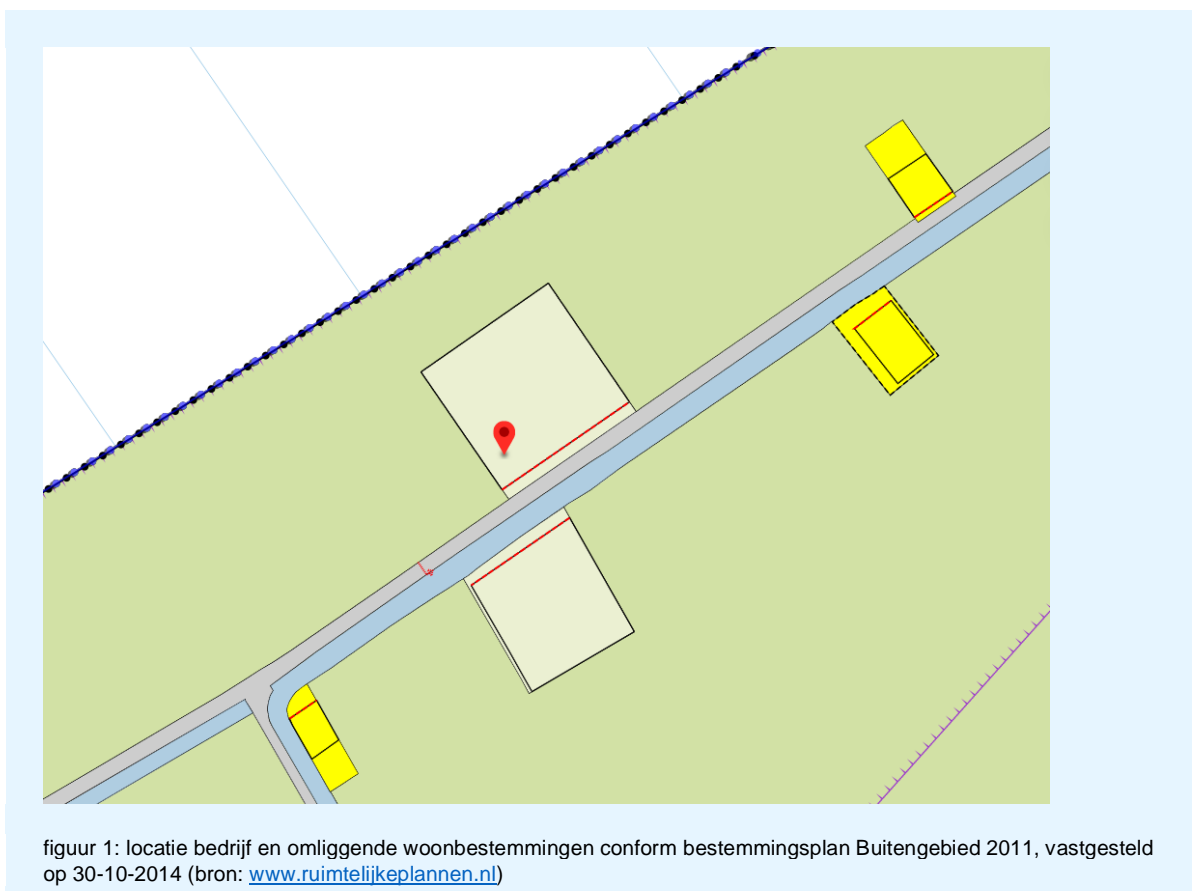 figuur 1: locatie bedrijf en omliggende woonbestemmingen conform bestemmingsplan Buitengebied 2011, vastgesteld
op 30-10-2014 (bron: www.ruimtelijkeplannen.nl)